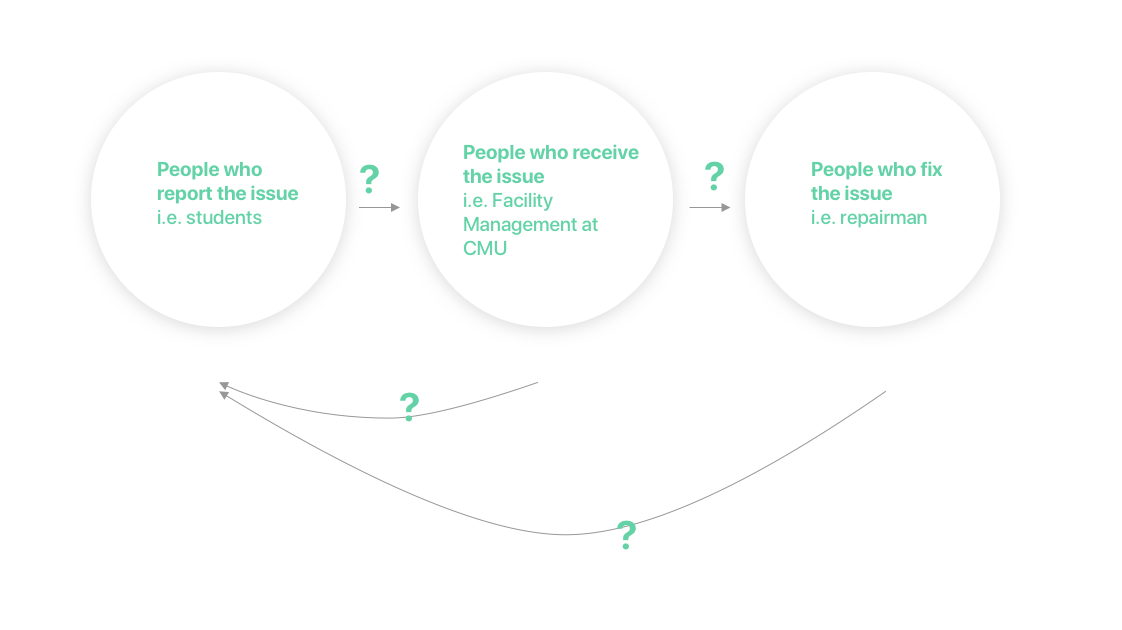 People who
report the issue
i.e. students
?
People who receive
the issue
i.e. Facility
Management at
CMU
?
People who fix
the issue
i.e. repairman
?
?